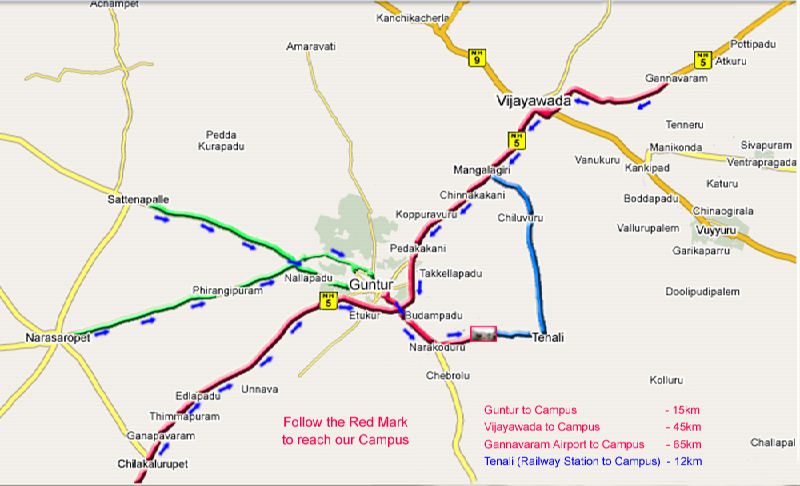 Achampet
Kanchikacherla
Amaravati
NH
9
Pottipadu
NH
5
Atkuru
Gannavaram
Vijayawada
Tenneru
Pedda
Kurapadu
NH
5
Manikonda
Sivapuram
Vanukuru
Ventrapragada
Kankipad
Mangalagiri
Katuru
Sattenapalle
Chinnakakani
Boddapadu
Chinaogirala
Koppuravuru
Chiluvuru
Vallurupalem
Vuyyuru
Pedakakani
Garikaparru
Takkellapadu
Nallapadu
Guntur
Phirangipuram
Doolipudipalem
NH
5
Etukur
Budampadu
Narasaropet
Narakoduru
Tenali
Chebrolu
Kolluru
Unnava
Edlapadu
Thimmapuram
Ganapavaram
Chilakalurupet
Follow the Red Mark
to reach our Campus
Guntur to Campus - 15km
Vijayawada to Campus - 45km
Gannavaram Airport to Campus - 65km
Tenali (Railway Station to Campus) - 12km
Challapal